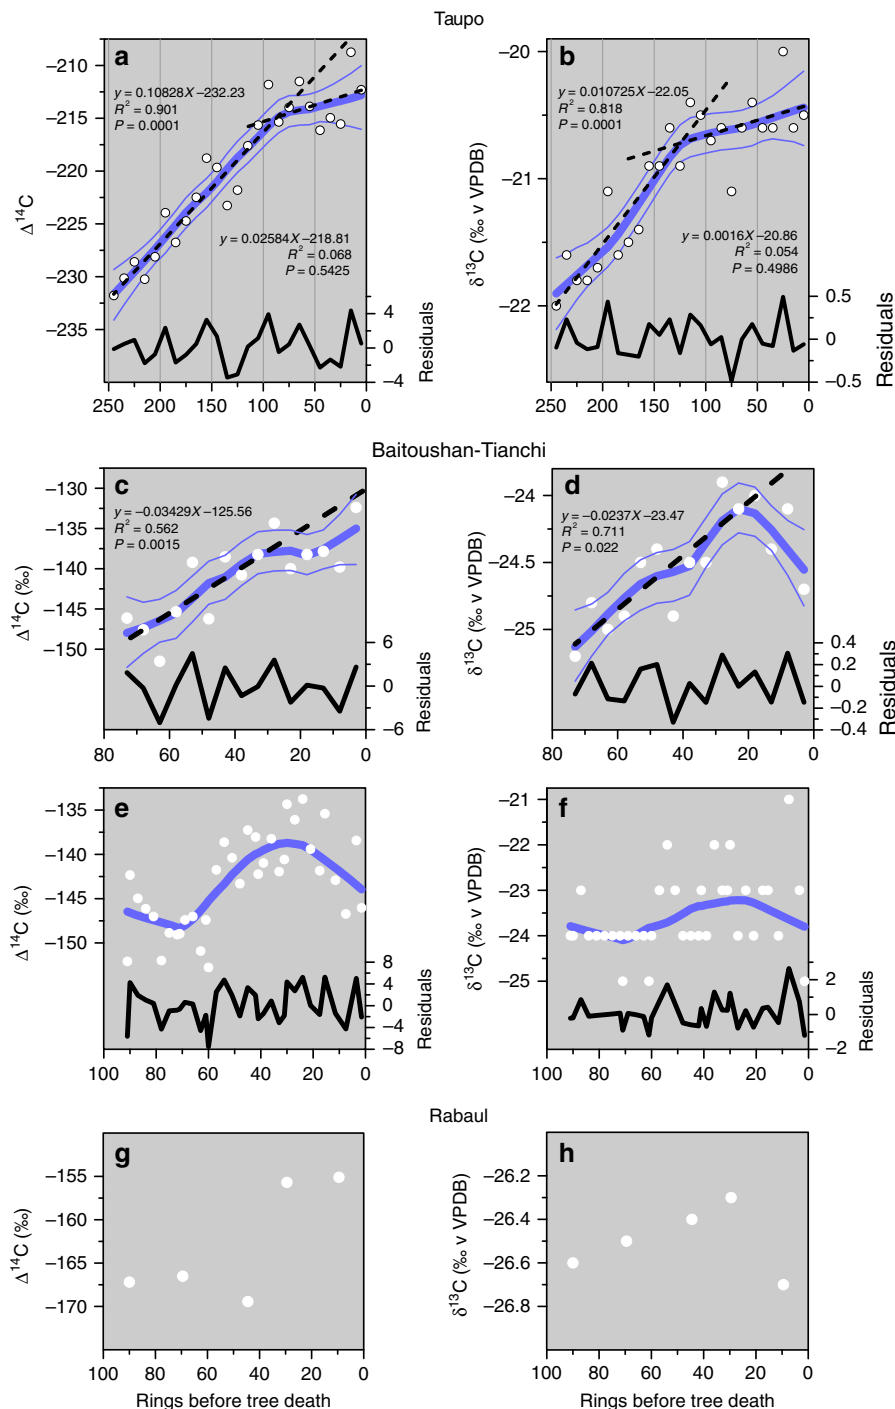 Taupo
a
y = 0.10828X −232.23
R² = 0.901
P = 0.0001
y = 0.02584X −218.81
R² = 0.068
P = 0.5425
Δ¹⁴C
−210
−215
−220
−225
−230
−235
4
0
−4
Residuals
250 200 150 100 50 0
b
y = 0.010725X −22.05
R² = 0.818
P = 0.0001
y = 0.0016X −20.86
R² = 0.054
P = 0.4986
δ¹³C (‰ v VPDB)
−20
−21
−22
0.5
0
−0.5
Residuals
250 200 150 100 50 0
Baitoushan-Tianchi
c
y = −0.03429X −125.56
R² = 0.562
P = 0.0015
Δ¹⁴C (‰)
−130
−135
−140
−145
−150
6
0
−6
Residuals
80 60 40 20 0
d
y = −0.0237X −23.47
R² = 0.711
P = 0.022
δ¹³C (‰ v VPDB)
−24
−24.5
−25
0.4
0.2
0
−0.2
−0.4
Residuals
80 60 40 20 0
e
Δ¹⁴C (‰)
−135
−140
−145
−150
8
4
0
−4
−8
Residuals
100 80 60 40 20 0
f
δ¹³C (‰ v VPDB)
−21
−22
−23
−24
−25
2
0
−2
Residuals
100 80 60 40 20 0
Rabaul
g
Δ¹⁴C (‰)
−155
−160
−165
−170
100 80 60 40 20 0
Rings before tree death
h
δ¹³C (‰ v VPDB)
−26.2
−26.4
−26.6
−26.8
100 80 60 40 20 0
Rings before tree death